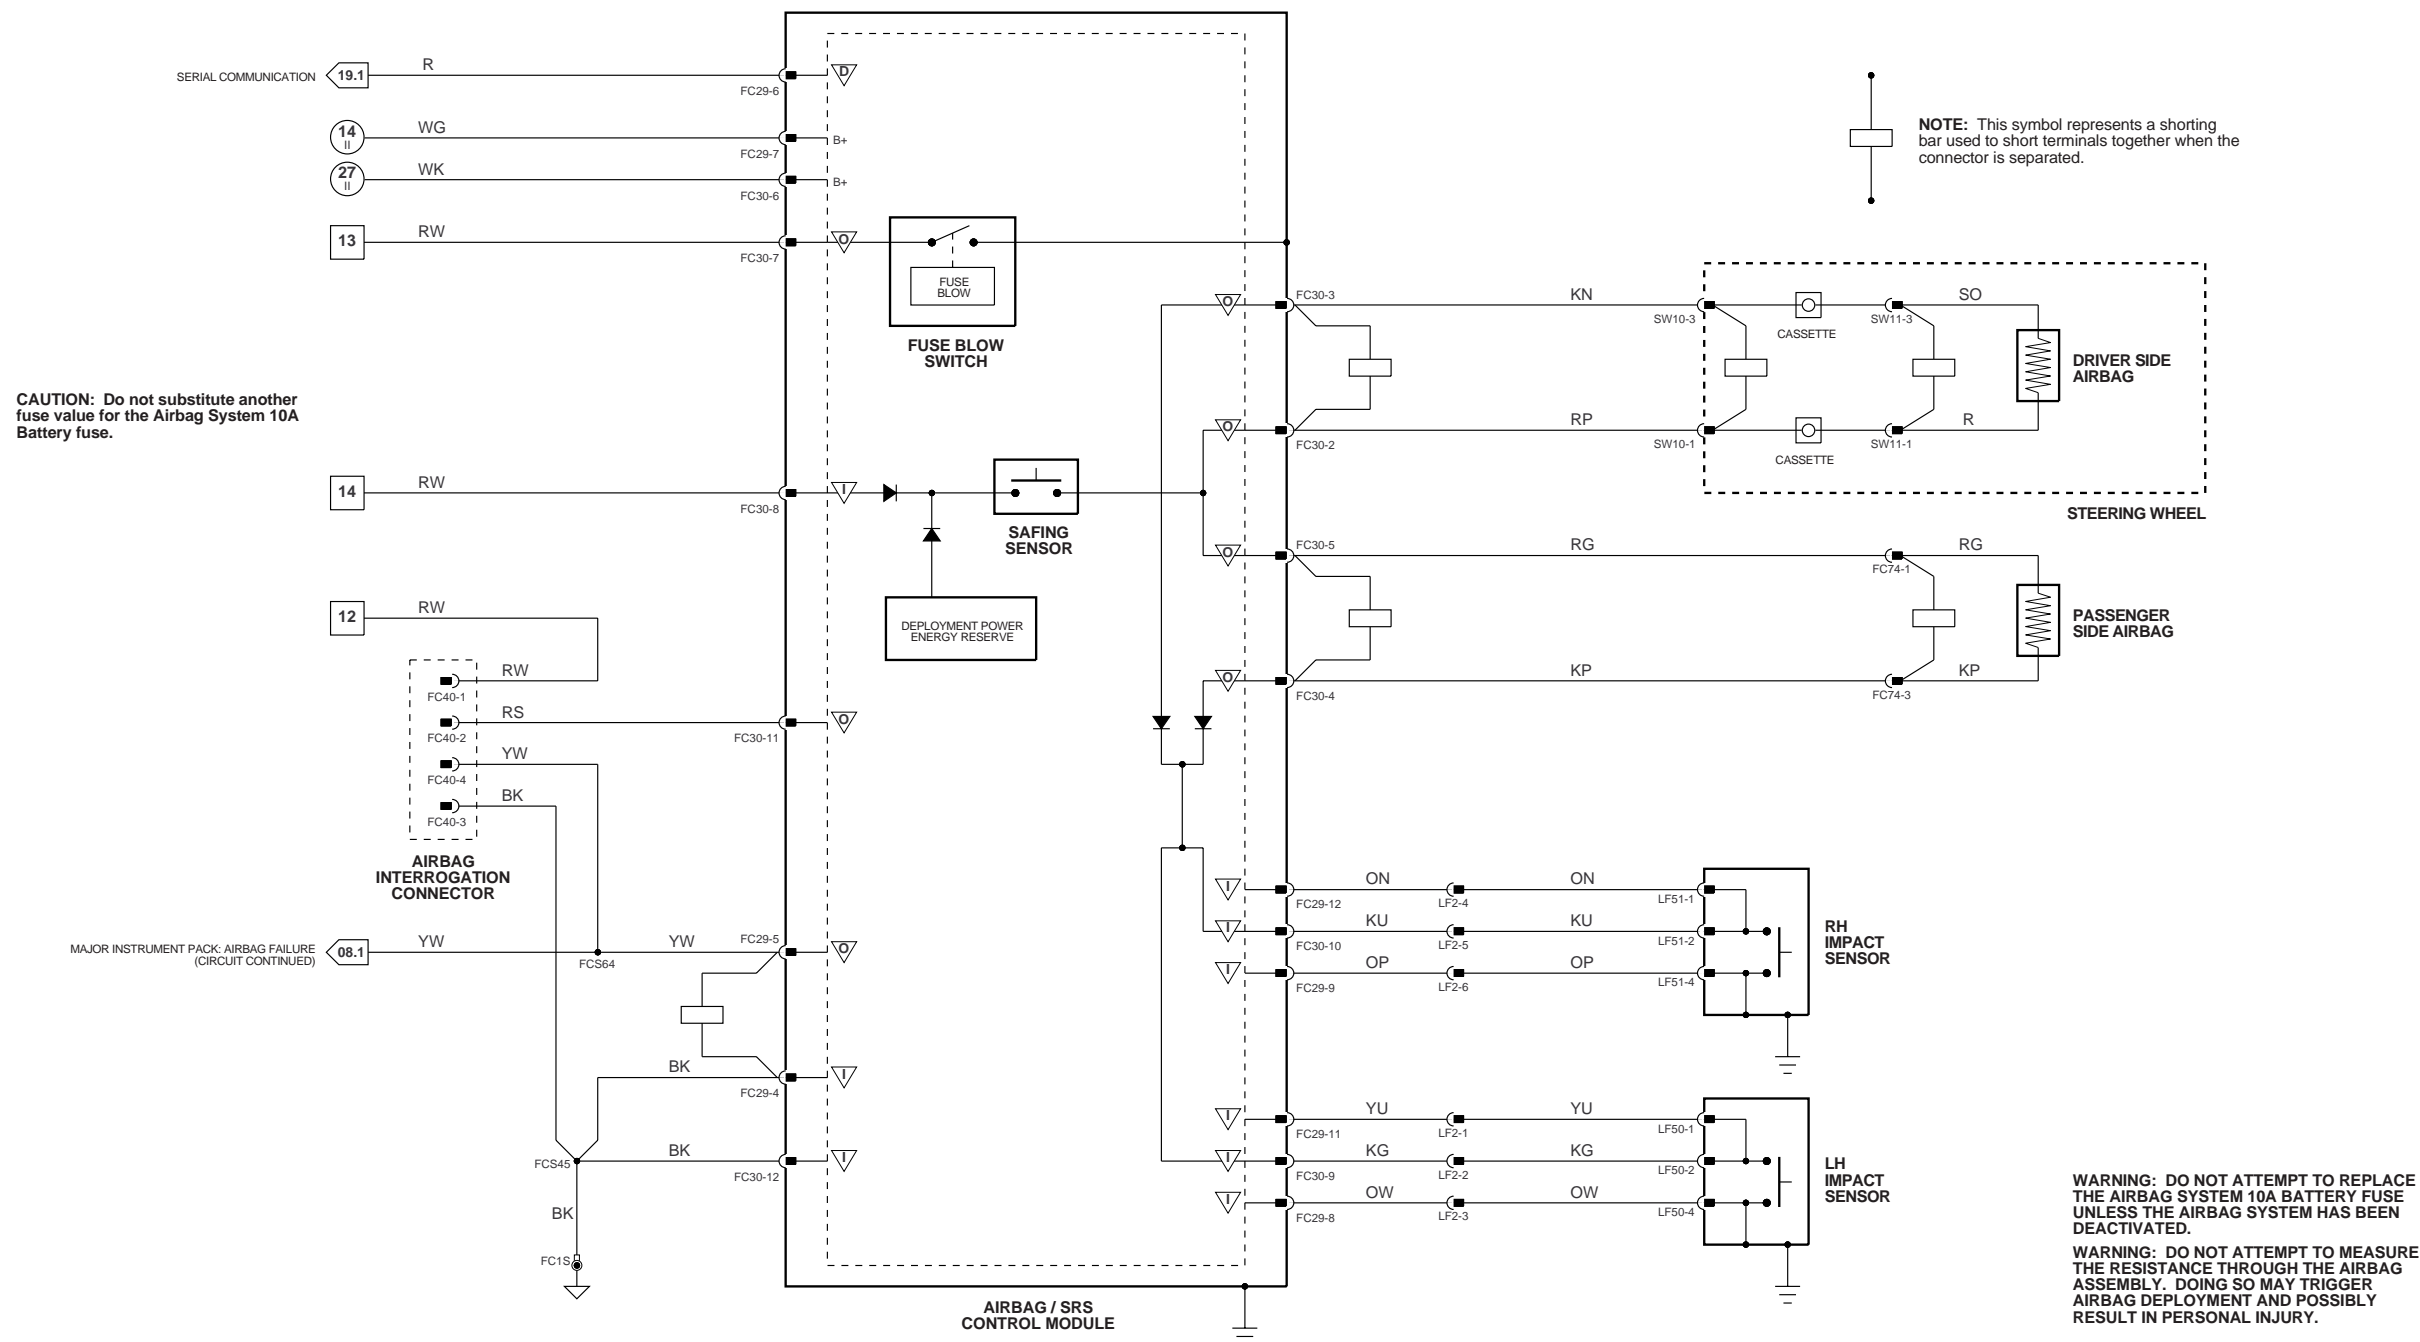 SERIAL COMMUNICATION
19.1
R
FC29-6
D
14
II
WG
FC29-7
B+
27
II
WK
FC30-6
B+
13
RW
FC30-7
O
FUSE
BLOW
FUSE BLOW
SWITCH
NOTE: This symbol represents a shorting
bar used to short terminals together when the
connector is separated.
CAUTION: Do not substitute another
fuse value for the Airbag System 10A
Battery fuse.
O
FC30-3
KN
SW10-3
CASSETTE
SW11-3
SO
DRIVER SIDE
AIRBAG
O
FC30-2
RP
SW10-1
CASSETTE
SW11-1
R
STEERING WHEEL
14
RW
FC30-8
I
SAFING
SENSOR
DEPLOYMENT POWER
ENERGY RESERVE
O
FC30-5
RG
FC74-1
RG
PASSENGER
SIDE AIRBAG
O
FC30-4
KP
FC74-3
KP
12
RW
RW
FC40-1
RS
FC40-2
FC30-11
O
YW
FC40-4
BK
FC40-3
AIRBAG
INTERROGATION
CONNECTOR
MAJOR INSTRUMENT PACK: AIRBAG FAILURE
(CIRCUIT CONTINUED)
08.1
YW
FCS64
YW
FC29-5
O
BK
FC29-4
I
FCS45
BK
FC30-12
I
BK
FC1S
I
FC29-12
ON
LF2-4
ON
LF51-1
I
FC30-10
KU
LF2-5
KU
LF51-2
I
FC29-9
OP
LF2-6
OP
LF51-4
RH
IMPACT
SENSOR
I
FC29-11
YU
LF2-1
YU
LF50-1
I
FC30-9
KG
LF2-2
KG
LF50-2
I
FC29-8
OW
LF2-3
OW
LF50-4
LH
IMPACT
SENSOR
AIRBAG / SRS
CONTROL MODULE
WARNING: DO NOT ATTEMPT TO REPLACE
THE AIRBAG SYSTEM 10A BATTERY FUSE
UNLESS THE AIRBAG SYSTEM HAS BEEN
DEACTIVATED.
WARNING: DO NOT ATTEMPT TO MEASURE
THE RESISTANCE THROUGH THE AIRBAG
ASSEMBLY. DOING SO MAY TRIGGER
AIRBAG DEPLOYMENT AND POSSIBLY
RESULT IN PERSONAL INJURY.